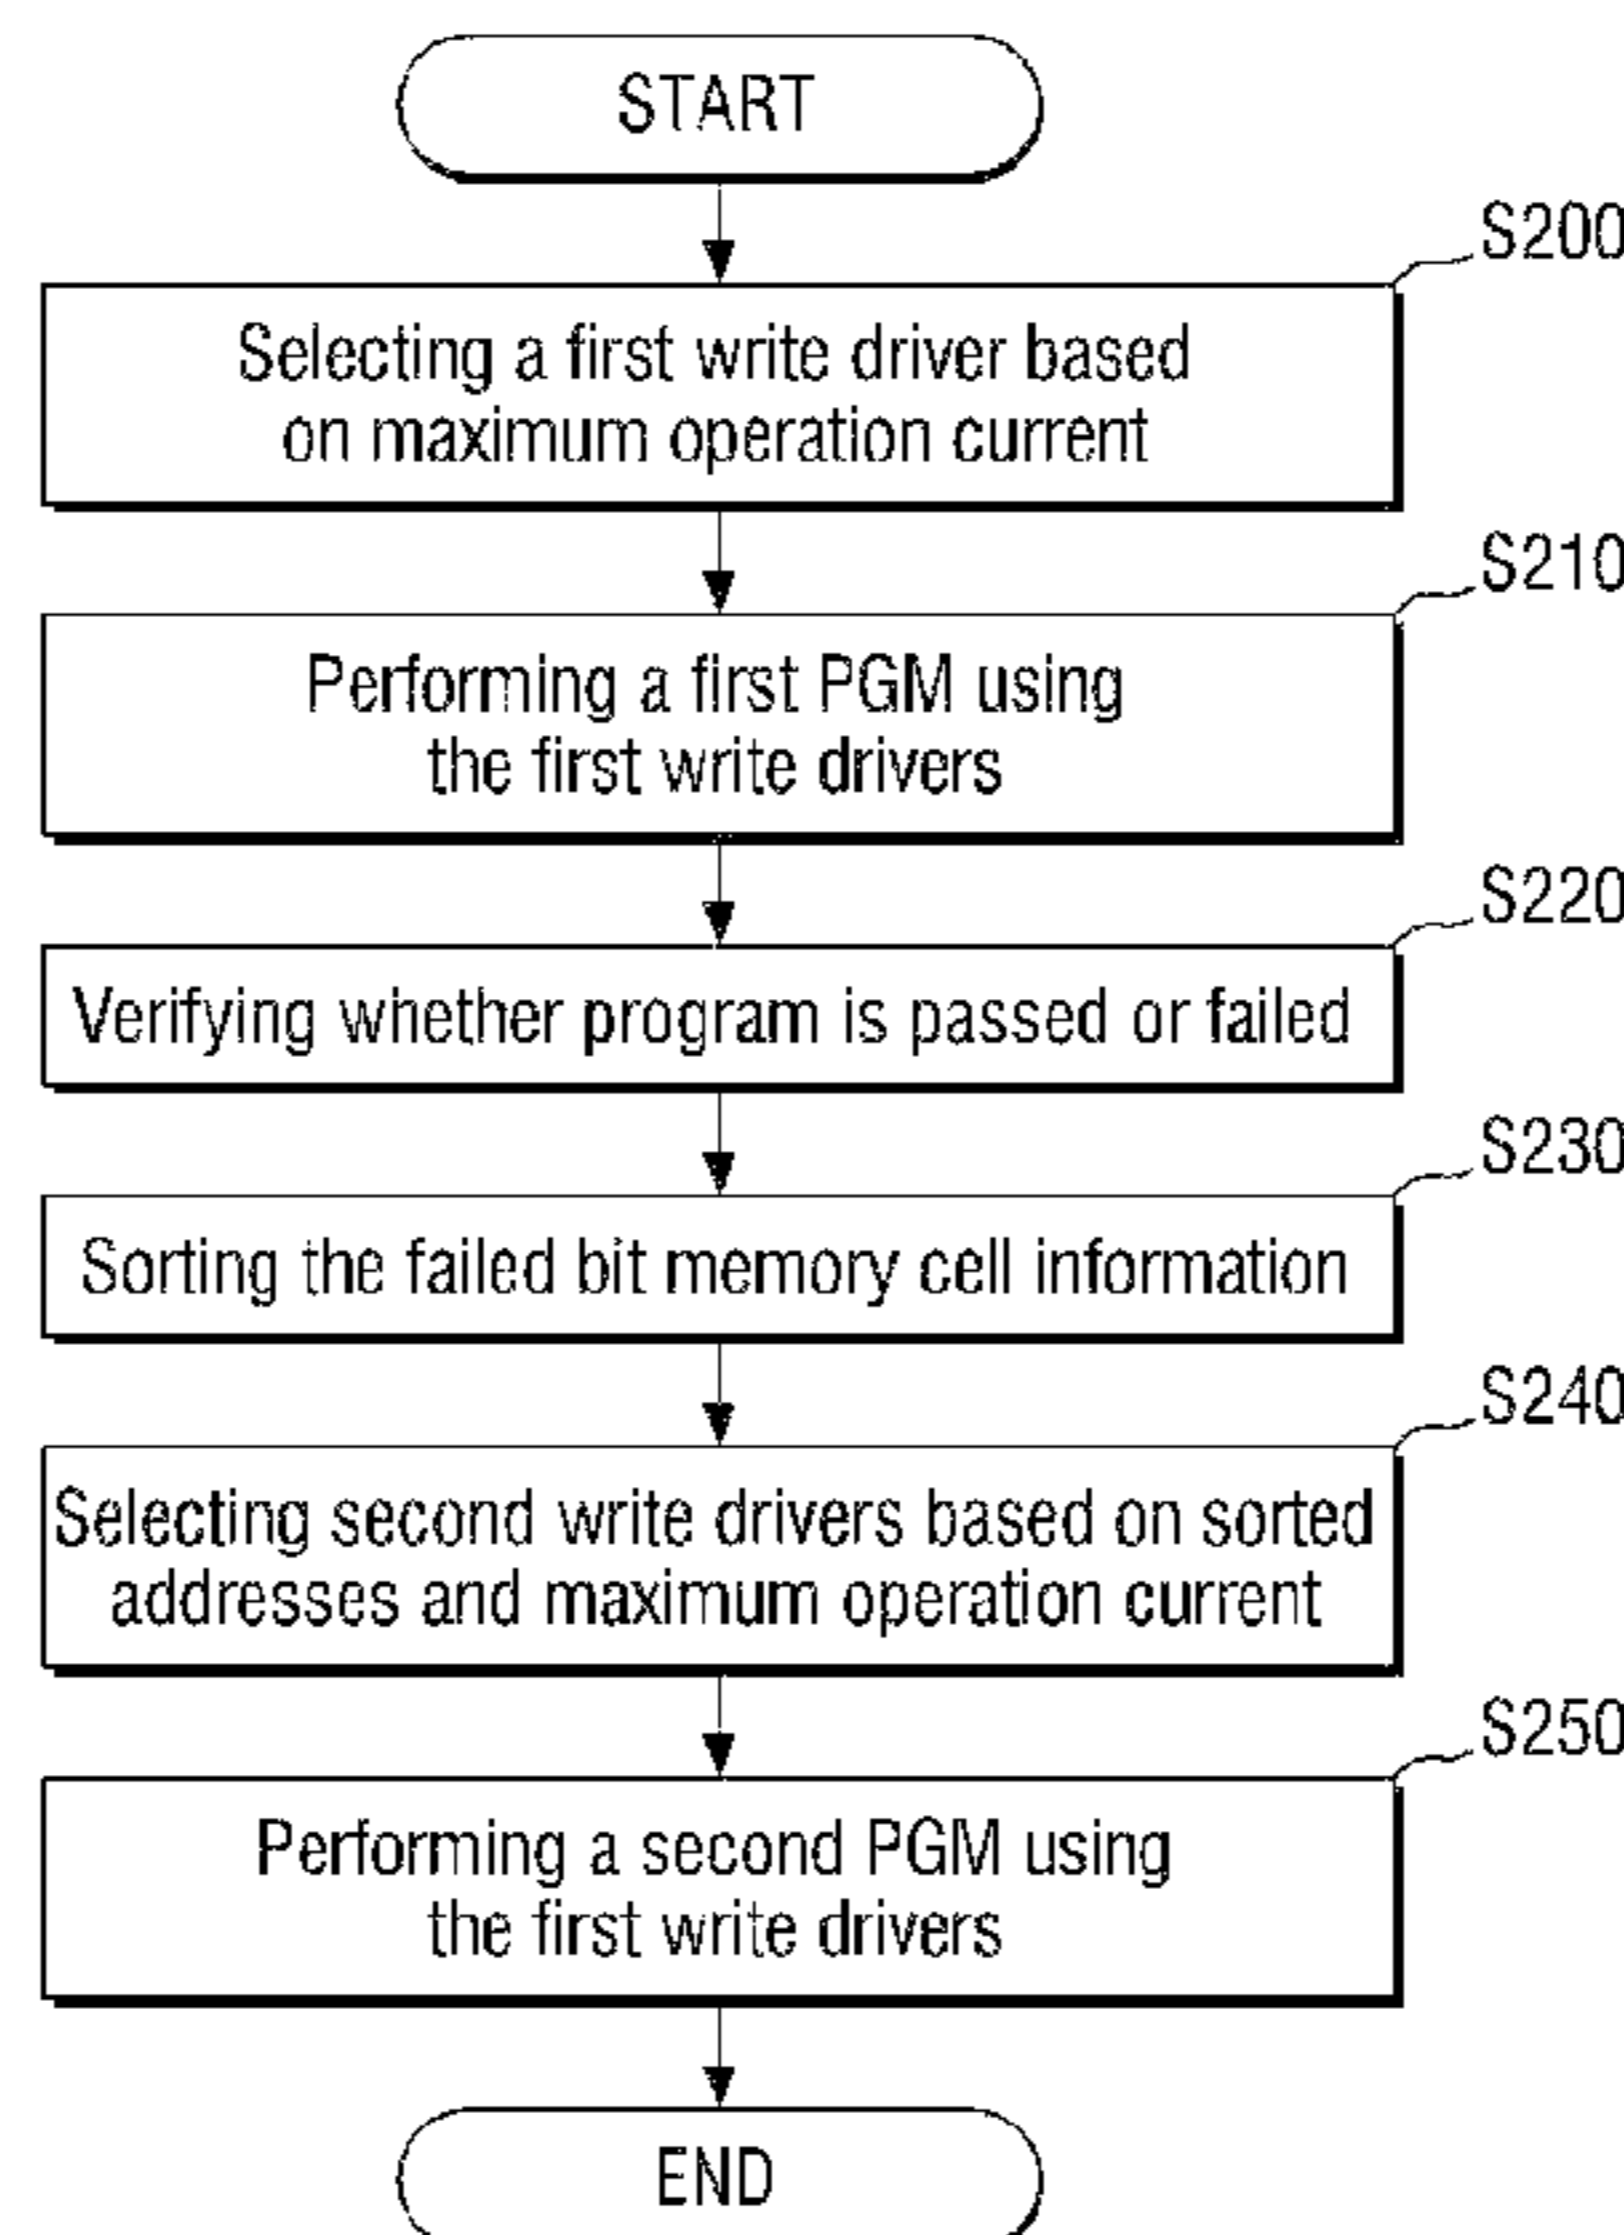 START
S200
Selecting a first write driver based
on maximum operation current
S210
Performing a first PGM using
the first write drivers
S220
Verifying whether program is passed or failed
S230
Sorting the failed bit memory cell information
S240
Selecting second write drivers based on sorted
addresses and maximum operation current
S250
Performing a second PGM using
the first write drivers
END